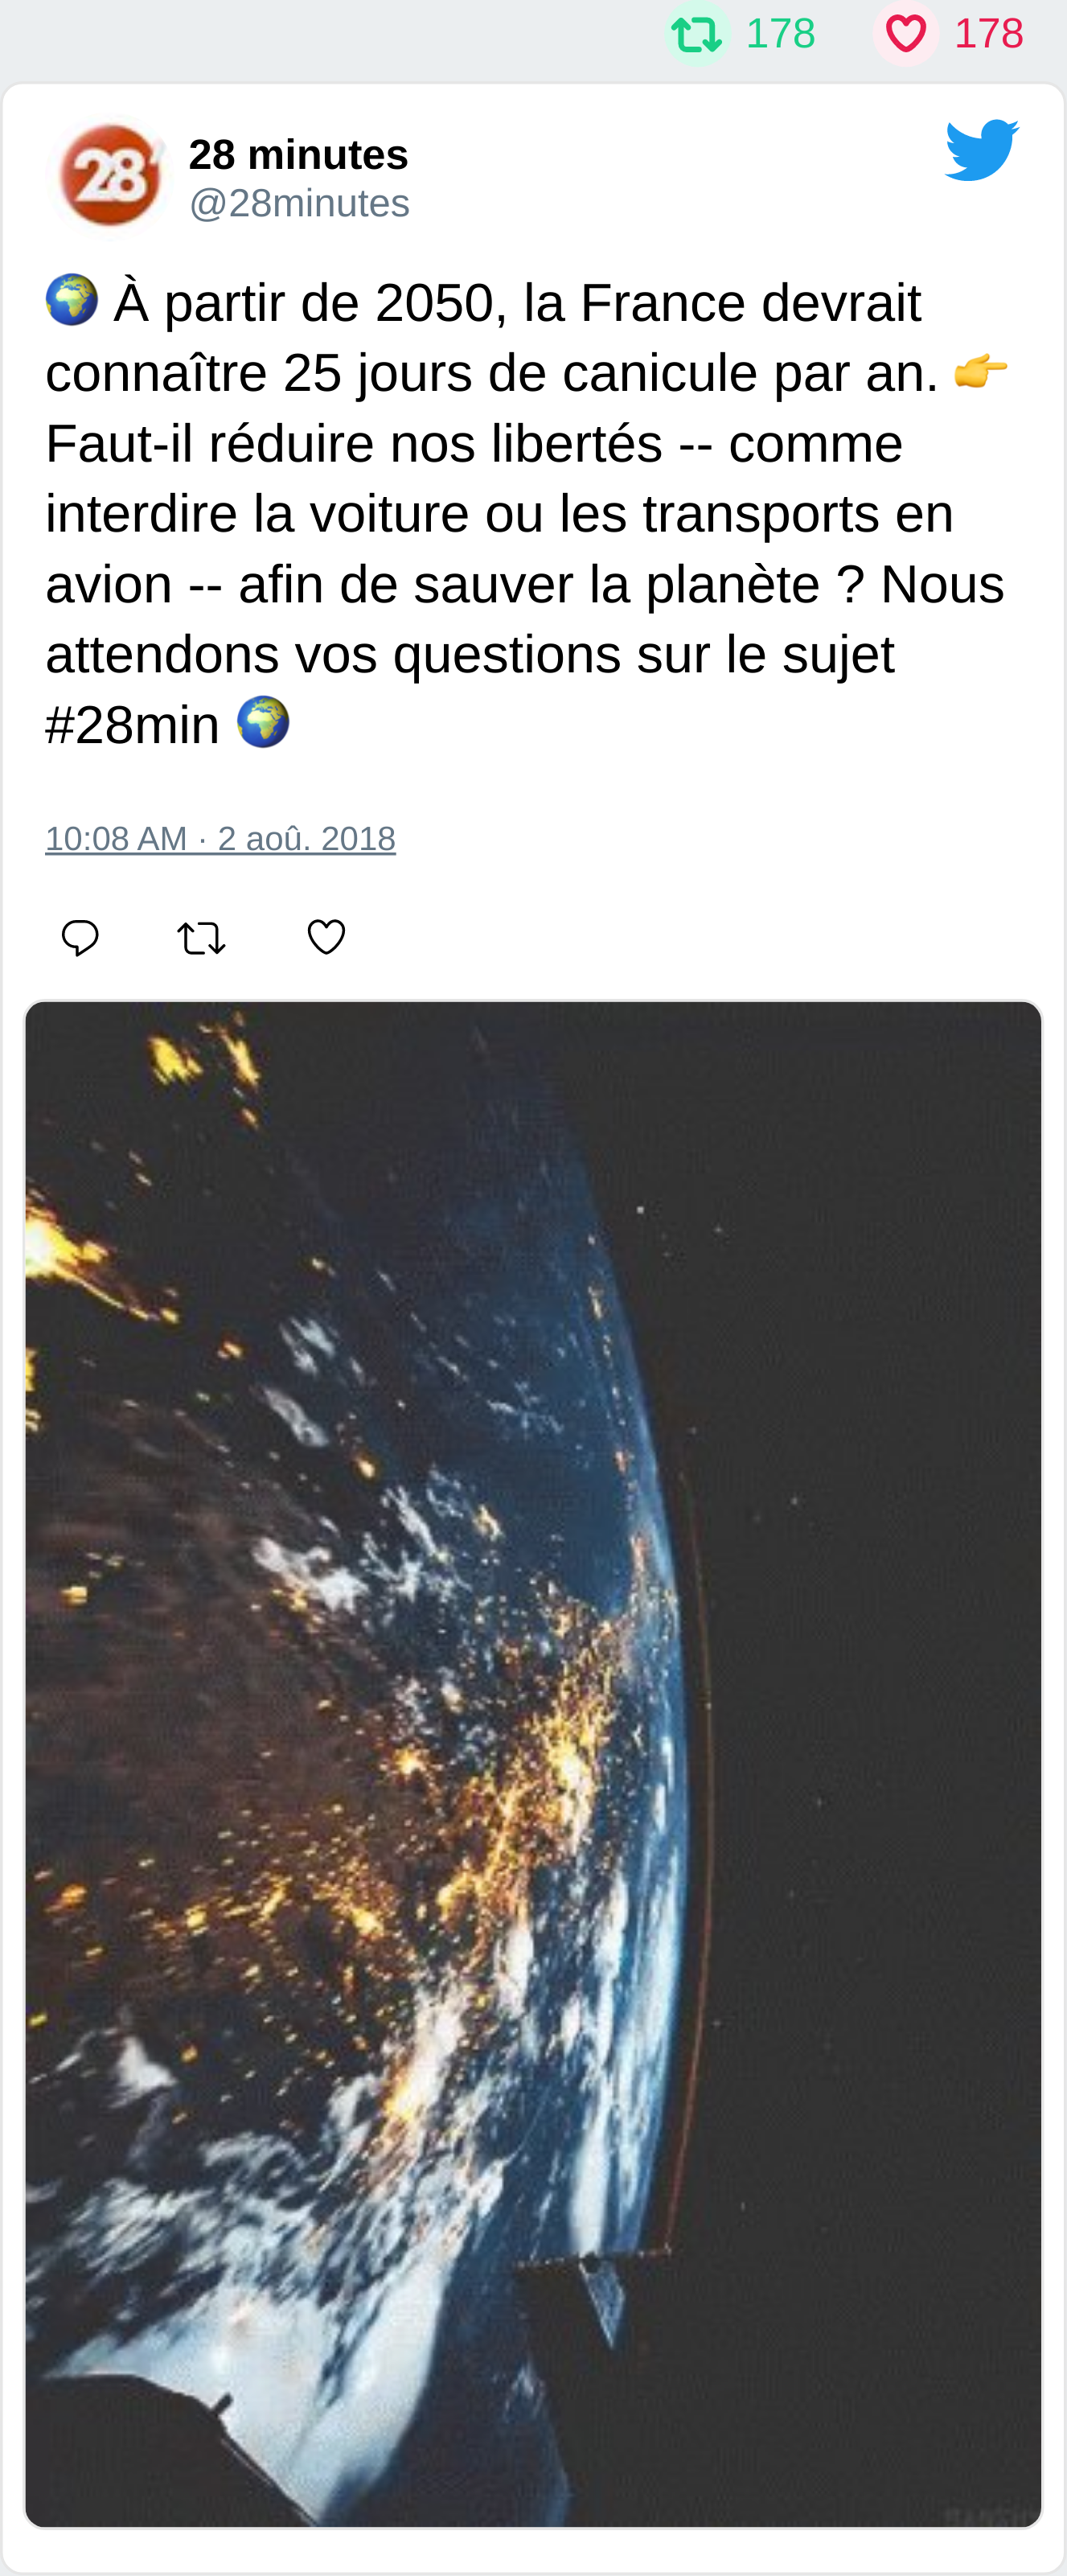 178 178
28'
28 minutes
@28minutes
🌍 À partir de 2050, la France devrait
connaître 25 jours de canicule par an. 👉
Faut-il réduire nos libertés -- comme
interdire la voiture ou les transports en
avion -- afin de sauver la planète ? Nous
attendons vos questions sur le sujet
#28min 🌍
10:08 AM · 2 aoû. 2018